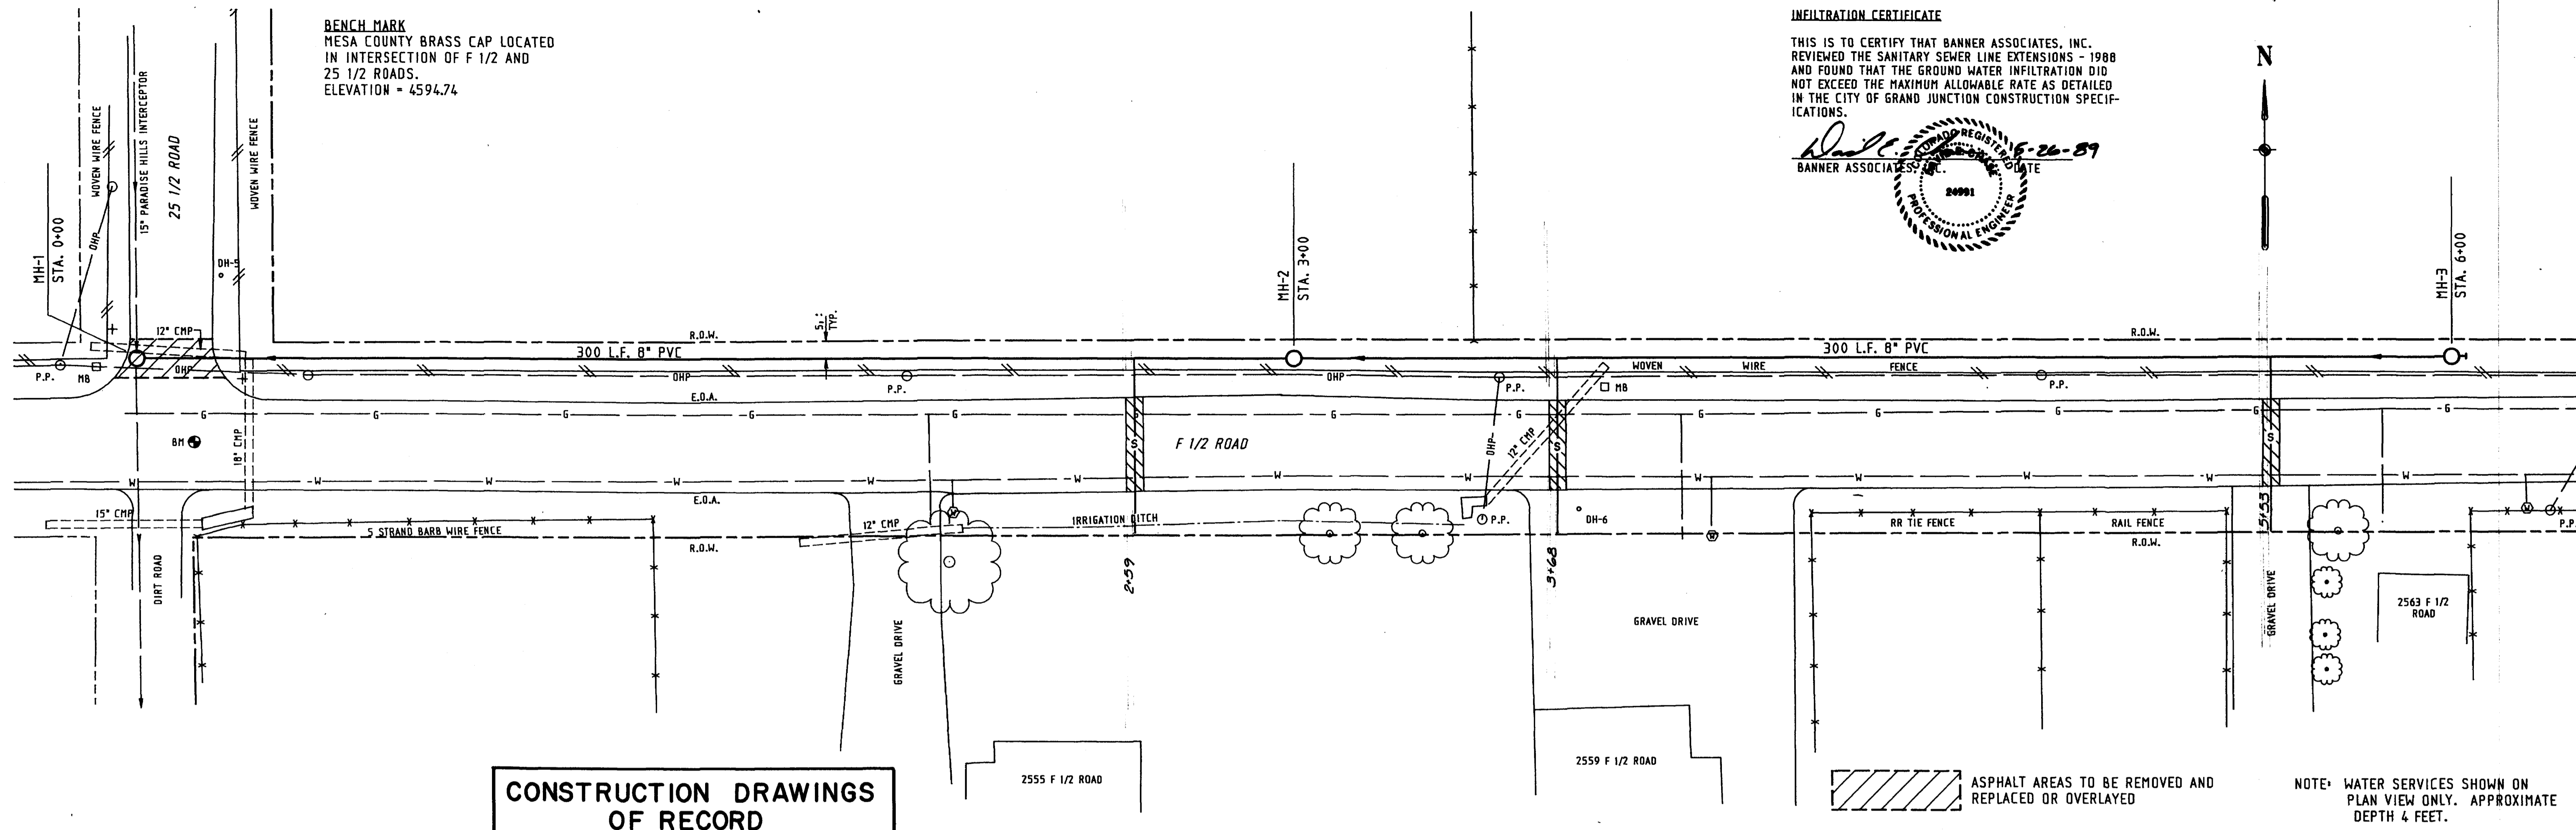 BENCH MARK
MESA COUNTY BRASS CAP LOCATED
IN INTERSECTION OF F 1/2 AND
25 1/2 ROADS.
ELEVATION = 4594.74
INFILTRATION CERTIFICATE
THIS IS TO CERTIFY THAT BANNER ASSOCIATES, INC.
REVIEWED THE SANITARY SEWER LINE EXTENSIONS - 1988
AND FOUND THAT THE GROUND WATER INFILTRATION DID
NOT EXCEED THE MAXIMUM ALLOWABLE RATE AS DETAILED
IN THE CITY OF GRAND JUNCTION CONSTRUCTION SPECIF-
ICATIONS.
6-26-89
BANNER ASSOCIATES, INC. DATE
COLORADO REGISTERED
24991
PROFESSIONAL ENGINEER
N
MH-1
STA. 0+00
OHP
WOVEN WIRE FENCE
15" PARADISE HILLS INTERCEPTOR
25 1/2 ROAD
WOVEN WIRE FENCE
DH-5
MH-2
STA. 3+00
MH-3
STA. 6+00
12" CMP
R.O.W.
5'
TYP.
R.O.W.
300 L.F. 8" PVC
300 L.F. 8" PVC
P.P.
MB
OHP
OHP
P.P.
OHP
P.P.
WOVEN WIRE FENCE
MB
P.P.
E.O.A.
G G G G G G G G G G G G G
BM
18" CMP
S
F 1/2 ROAD
OHP
12" CMP
S
S
W W W W W W W W W W W W
E.O.A.
15" CMP
5 STRAND BARB WIRE FENCE
12" CMP
W
IRRIGATION DITCH
P.P.
DH-6
W
RR TIE FENCE
RAIL FENCE
5+53
W
P.P.
R.O.W.
R.O.W.
DIRT ROAD
2+59
3+68
GRAVEL DRIVE
GRAVEL DRIVE
GRAVEL DRIVE
2563 F 1/2
ROAD
2555 F 1/2 ROAD
2559 F 1/2 ROAD
CONSTRUCTION DRAWINGS
OF RECORD
ASPHALT AREAS TO BE REMOVED AND
REPLACED OR OVERLAYED
NOTE: WATER SERVICES SHOWN ON
PLAN VIEW ONLY. APPROXIMATE
DEPTH 4 FEET.